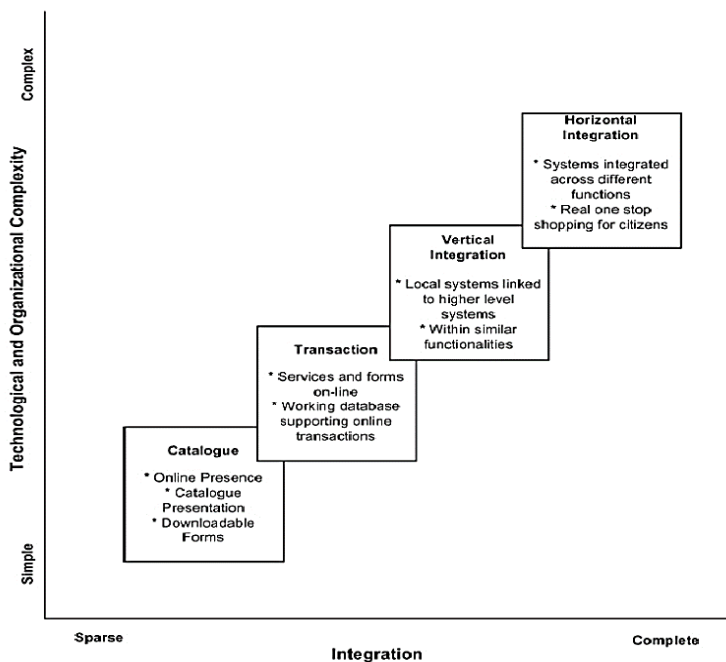 Complex
Technological and Organizational Complexity
Simple
Horizontal
Integration
* Systems integrated
across different
functions
* Real one stop
shopping for citizens
Vertical
Integration
* Local systems linked
to higher level
systems
* Within similar
functionalities
Transaction
* Services and forms
on-line
* Working database
supporting online
transactions
Catalogue
* Online Presence
* Catalogue
Presentation
* Downloadable
Forms
Sparse
Integration
Complete